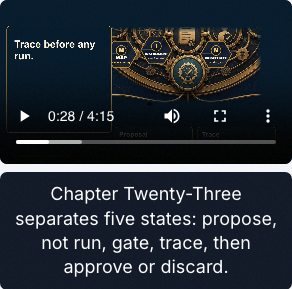 Trace before any
run.
M
MAP
I
N
0:28 / 4:15
Proposal
Trace
Chapter Twenty-Three
separates five states: propose,
not run, gate, trace, then
approve or discard.